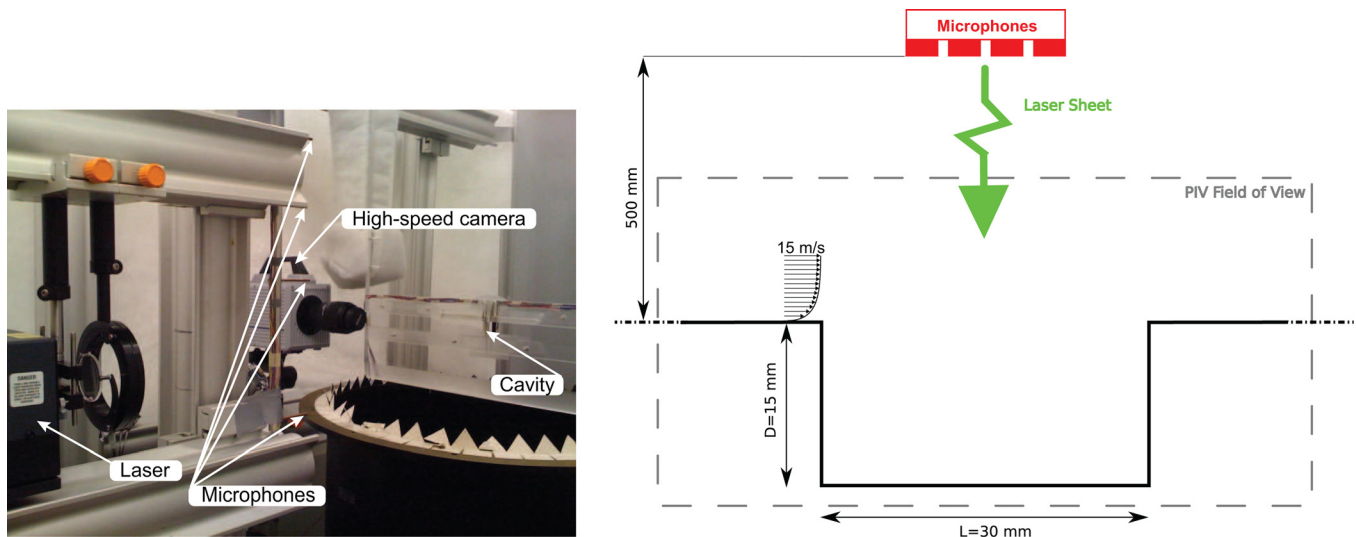 High-speed camera
Cavity
Laser
Microphones
Microphones
Laser Sheet
500 mm
PIV Field of View
15 m/s
D=15 mm
L=30 mm